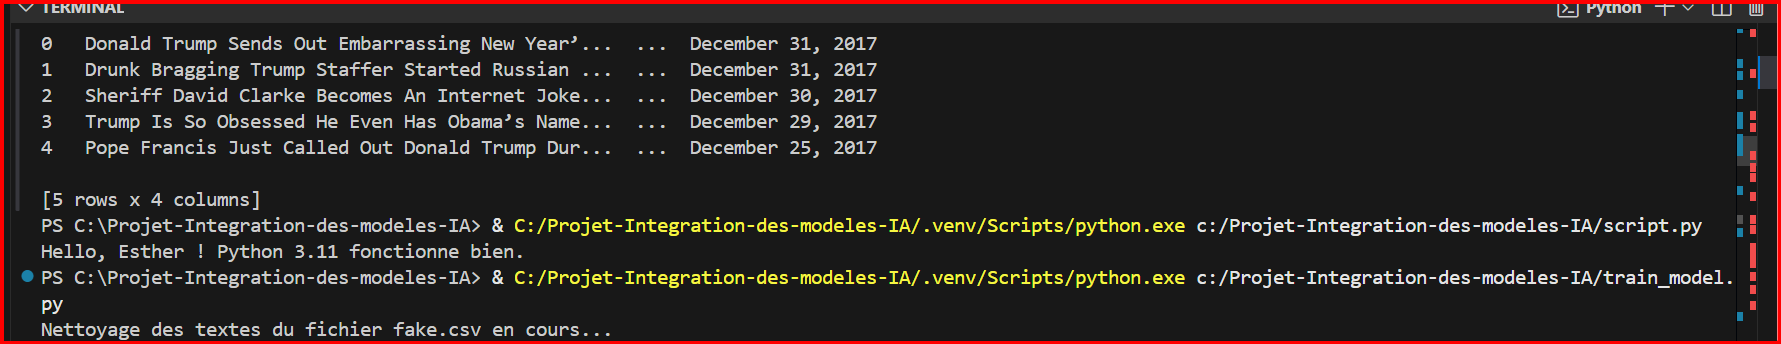 TERMINAL Python
0 Donald Trump Sends Out Embarrassing New Year’... ... December 31, 2017
1 Drunk Bragging Trump Staffer Started Russian ... ... December 31, 2017
2 Sheriff David Clarke Becomes An Internet Joke... ... December 30, 2017
3 Trump Is So Obsessed He Even Has Obama’s Name... ... December 29, 2017
4 Pope Francis Just Called Out Donald Trump Dur... ... December 25, 2017
[5 rows x 4 columns]
PS C:\Projet-Integration-des-modeles-IA> & C:/Projet-Integration-des-modeles-IA/.venv/Scripts/python.exe c:/Projet-Integration-des-modeles-IA/script.py
Hello, Esther ! Python 3.11 fonctionne bien.
PS C:\Projet-Integration-des-modeles-IA> & C:/Projet-Integration-des-modeles-IA/.venv/Scripts/python.exe c:/Projet-Integration-des-modeles-IA/train_model.
py
Nettoyage des textes du fichier fake.csv en cours...